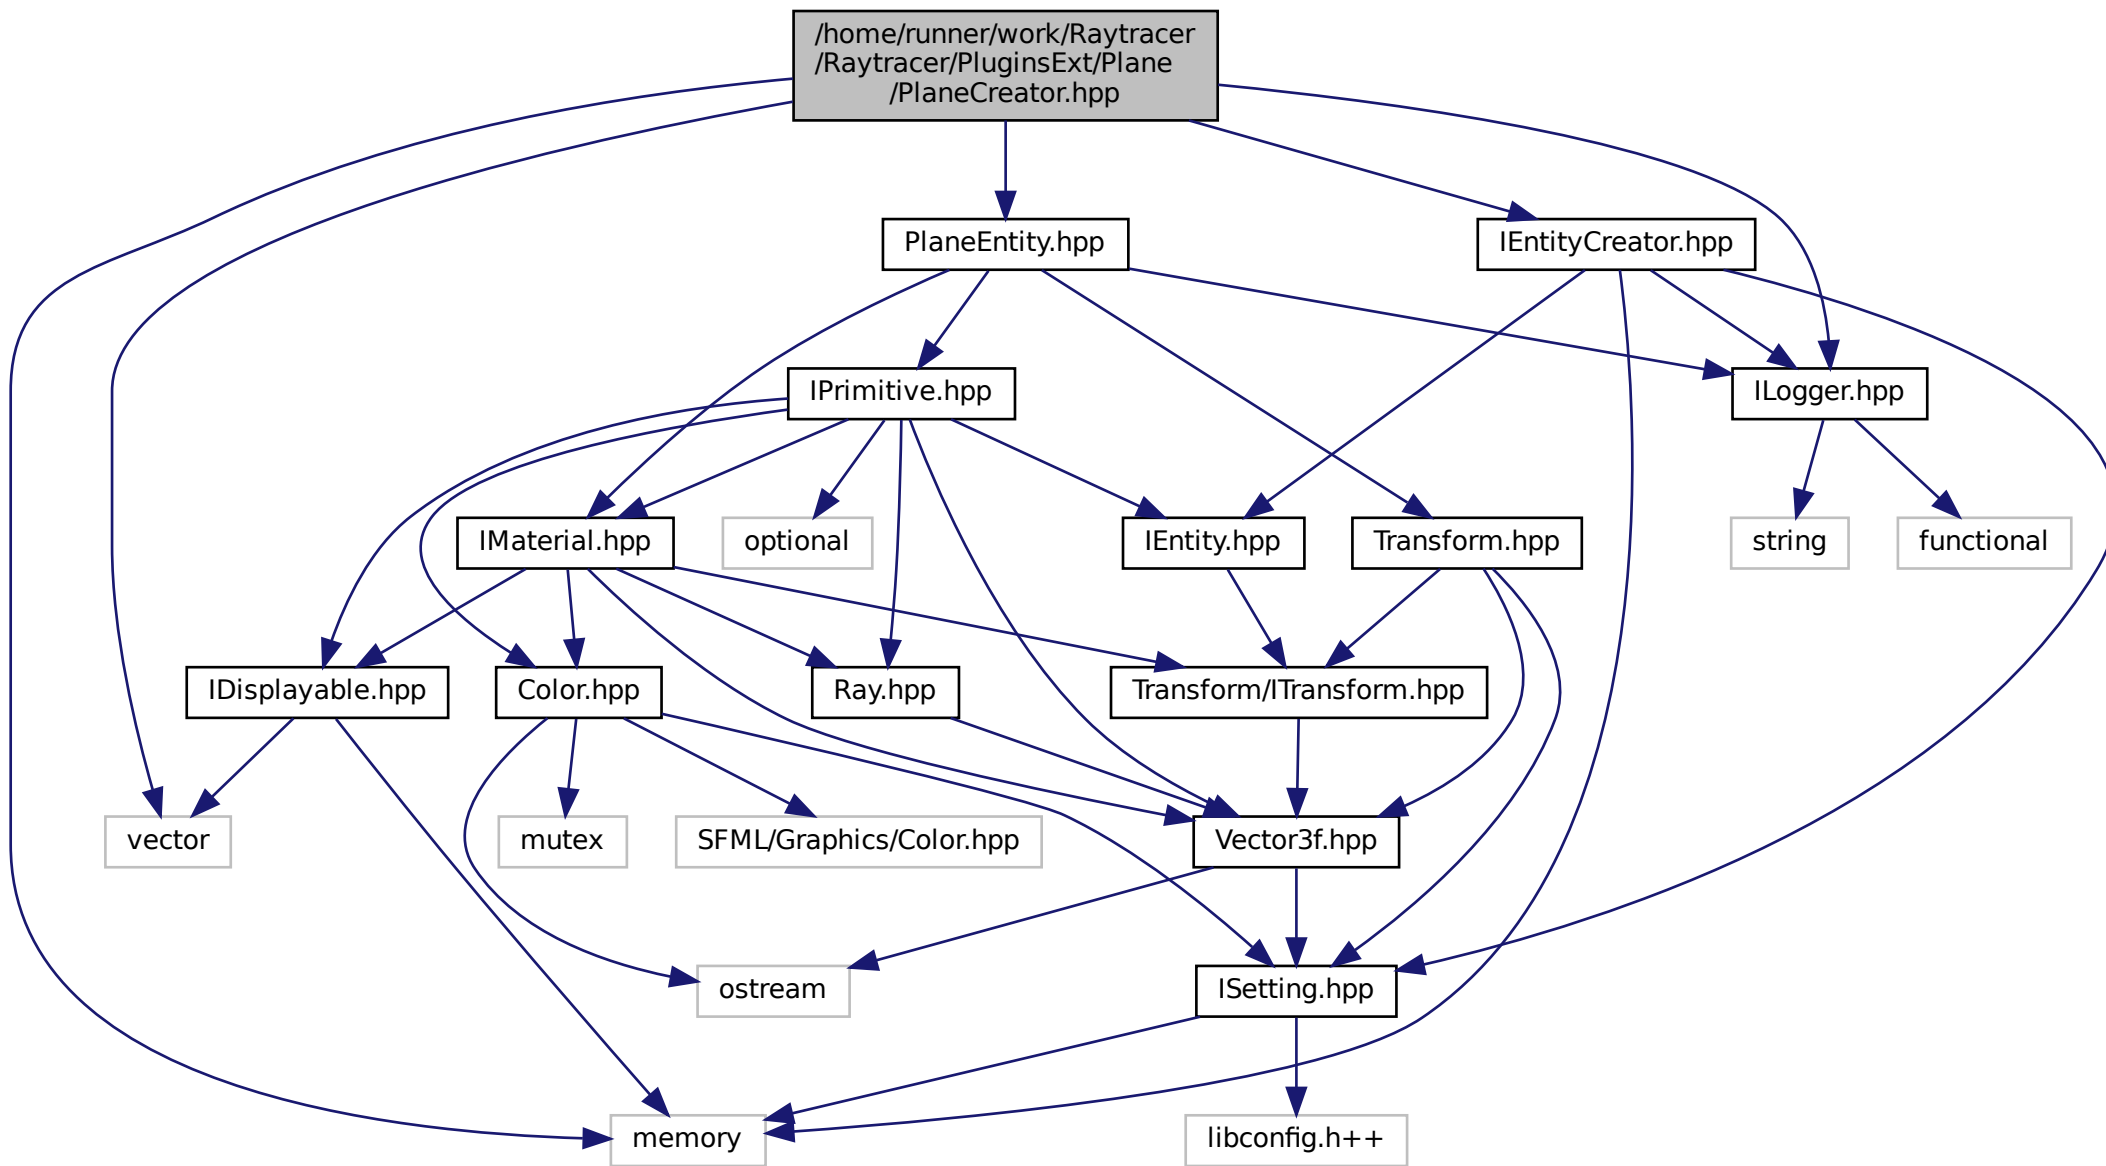 /home/runner/work/Raytracer
/Raytracer/PluginsExt/Plane
/PlaneCreator.hpp
PlaneEntity.hpp
IEntityCreator.hpp
IPrimitive.hpp
ILogger.hpp
IMaterial.hpp
optional
IEntity.hpp
Transform.hpp
string
functional
IDisplayable.hpp
Color.hpp
Ray.hpp
Transform/ITransform.hpp
vector
mutex
SFML/Graphics/Color.hpp
Vector3f.hpp
ostream
ISetting.hpp
memory
libconfig.h++